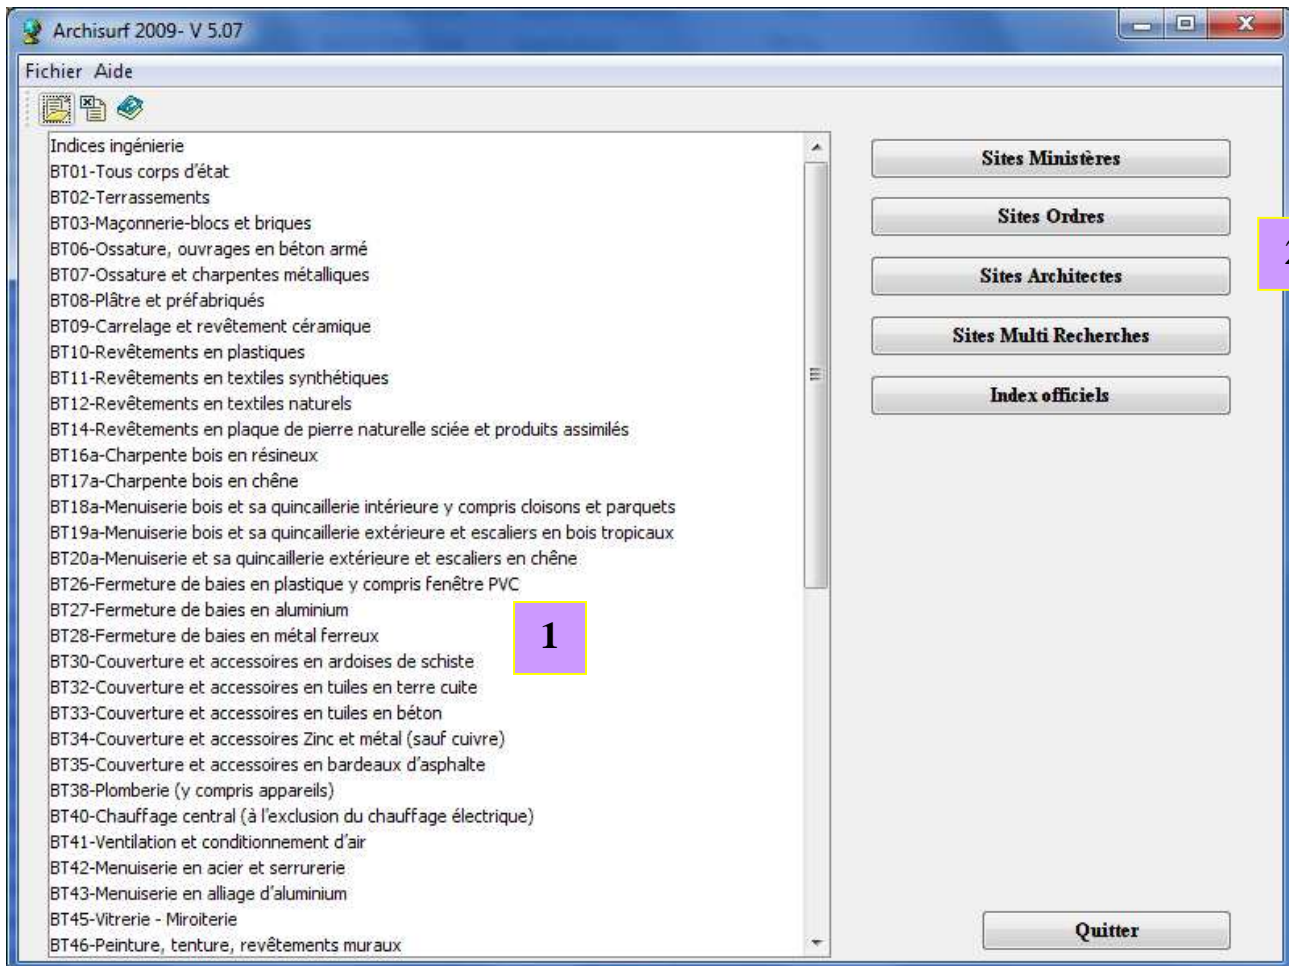 Archisurf 2009- V 5.07
Fichier Aide
Indices ingénierie
BT01-Tous corps d'état
BT02-Terrassements
BT03-Maçonnerie-blocs et briques
BT06-Ossature, ouvrages en béton armé
BT07-Ossature et charpentes métalliques
BT08-Plâtre et préfabriqués
BT09-Carrelage et revêtement céramique
BT10-Revêtements en plastiques
BT11-Revêtements en textiles synthétiques
BT12-Revêtements en textiles naturels
BT14-Revêtements en plaque de pierre naturelle sciée et produits assimilés
BT16a-Charpente bois en résineux
BT17a-Charpente bois en chêne
BT18a-Menuiserie bois et sa quincaillerie intérieure y compris cloisons et parquets
BT19a-Menuiserie bois et sa quincaillerie extérieure et escaliers en bois tropicaux
BT20a-Menuiserie et sa quincaillerie extérieure et escaliers en chêne
BT26-Fermeture de baies en plastique y compris fenêtre PVC
BT27-Fermeture de baies en aluminium
BT28-Fermeture de baies en métal ferreux
BT30-Couverture et accessoires en ardoises de schiste
BT32-Couverture et accessoires en tuiles en terre cuite
BT33-Couverture et accessoires en tuiles en béton
BT34-Couverture et accessoires Zinc et métal (sauf cuivre)
BT35-Couverture et accessoires en bardeaux d'asphalte
BT38-Plomberie (y compris appareils)
BT40-Chauffage central (à l'exclusion du chauffage électrique)
BT41-Ventilation et conditionnement d'air
BT42-Menuiserie en acier et serrurerie
BT43-Menuiserie en alliage d'aluminium
BT45-Vitrerie - Miroiterie
BT46-Peinture, tenture, revêtements muraux
1
Sites Ministères
Sites Ordres
Sites Architectes
Sites Multi Recherches
Index officiels
Quitter